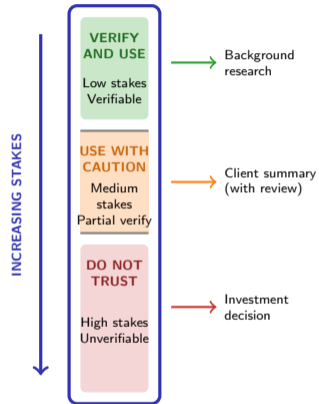 INCREASING STAKES
VERIFY
AND USE
Low stakes
Verifiable
Background
research
USE WITH
CAUTION
Medium
stakes
Partial verify
Client summary
(with review)
DO NOT
TRUST
High stakes
Unverifiable
Investment
decision